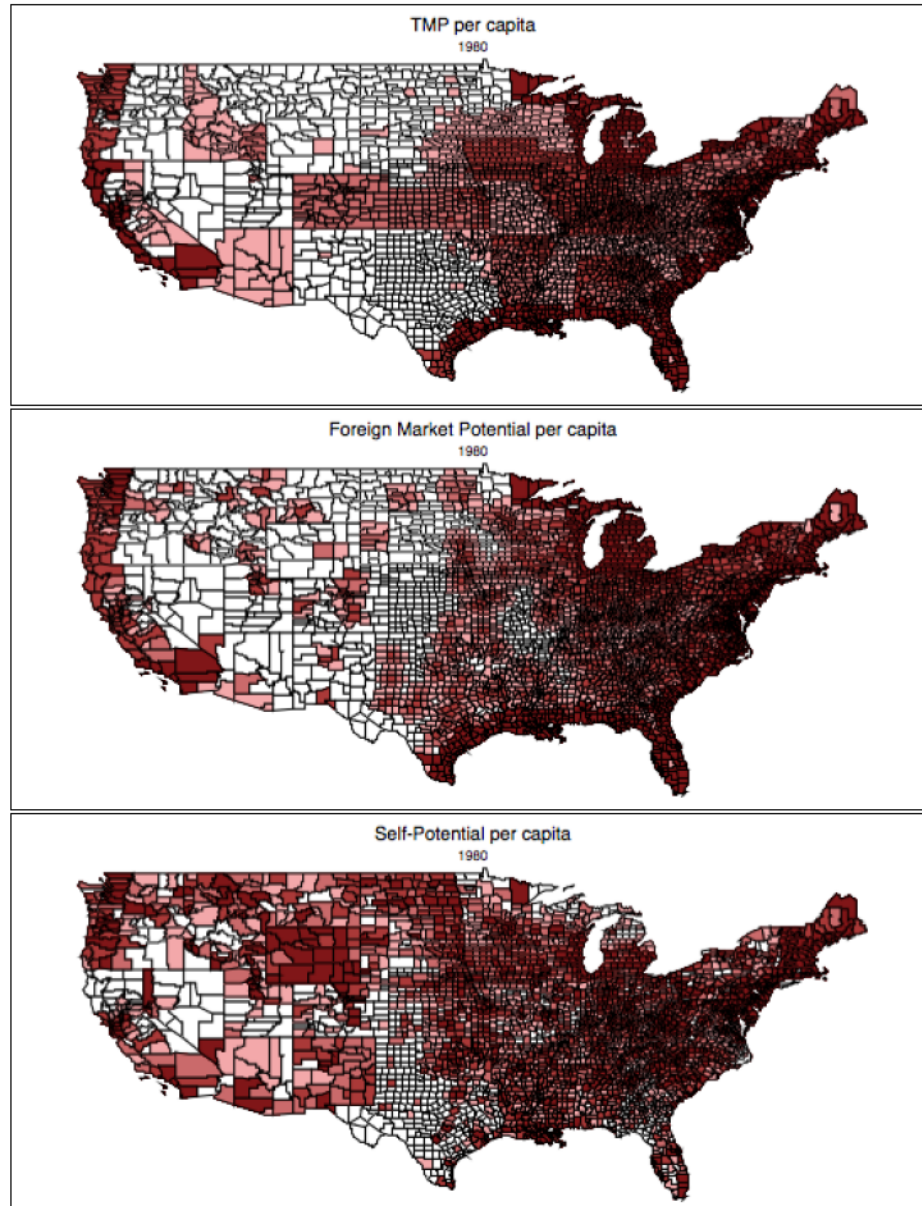 TMP per capita
1980
Foreign Market Potential per capita
1980
Self-Potential per capita
1980